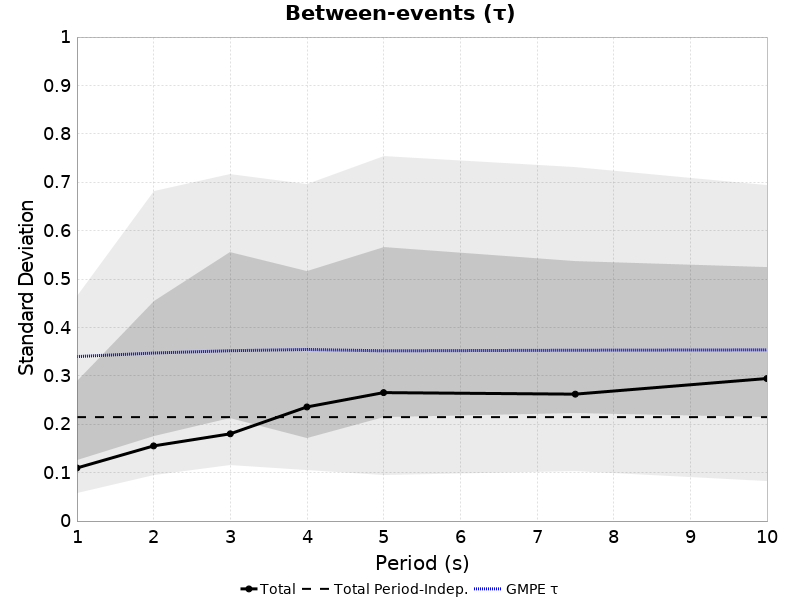 Between-events (τ)
1
0.9
0.8
0.7
0.6
0.5
0.4
0.3
0.2
0.1
0
Standard Deviation
1 2 3 4 5 6 7 8 9 10
Period (s)
Total Total Period-Indep. GMPE τ